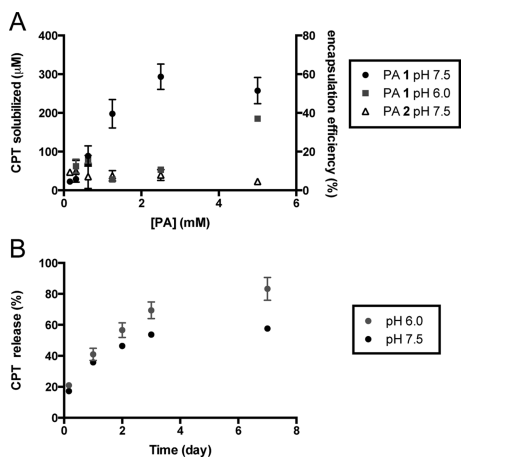 A
400
300
200
100
0
CPT solubilized (μM)
80
60
40
20
0
encapsulation efficiency (%)
0
2
4
6
[PA] (mM)
PA 1 pH 7.5
PA 1 pH 6.0
PA 2 pH 7.5
B
100
80
60
40
20
0
CPT release (%)
0
2
4
6
8
Time (day)
pH 6.0
pH 7.5